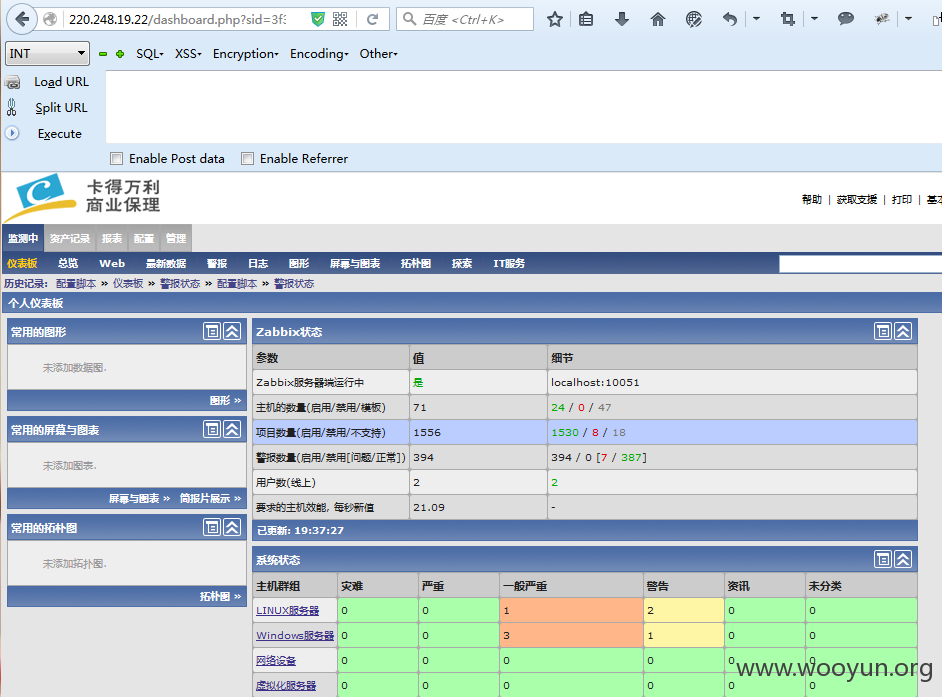 220.248.19.22/dashboard.php?sid=3f
百度 <Ctrl+K>
INT SQL- XSS- Encryption- Encoding- Other-
Load URL
Split URL
Execute
Enable Post data Enable Referrer
卡得万利
商业保理
帮助 | 获取支援 | 打印 | 基本
监测中 资产记录 报表 配置 管理
仪表板 总览 Web 最新数据 警报 日志 图形 屏幕与图表 拓朴图 探索 IT服务
历史记录: 配置脚本 » 仪表板 » 警报状态 » 配置脚本 » 警报状态
个人仪表板
常用的图形
未添加数据图.
图形 »
常用的屏幕与图表
未添加图表.
屏幕与图表 » 简报片展示 »
常用的拓朴图
未添加拓朴图.
拓朴图 »
Zabbix状态
参数 值 细节
Zabbix服务器端运行中 是 localhost:10051
主机的数量(启用/禁用/模板) 71 24 / 0 / 47
项目数量(启用/禁用/不支持) 1556 1530 / 8 / 18
警报数量(启用/禁用[问题/正常]) 394 394 / 0 [7 / 387]
用户数(线上) 2 2
要求的主机效能, 每秒新值 21.09 -
已更新: 19:37:27
系统状态
主机群组 灾难 严重 一般严重 警告 资讯 未分类
LINUX服务器 0 0 1 2 0 0
Windows服务器 0 0 3 1 0 0
网络设备 0 0 0 0 0 0
虚拟化服务器 0 0 0 0 0 0
www.wooyun.org